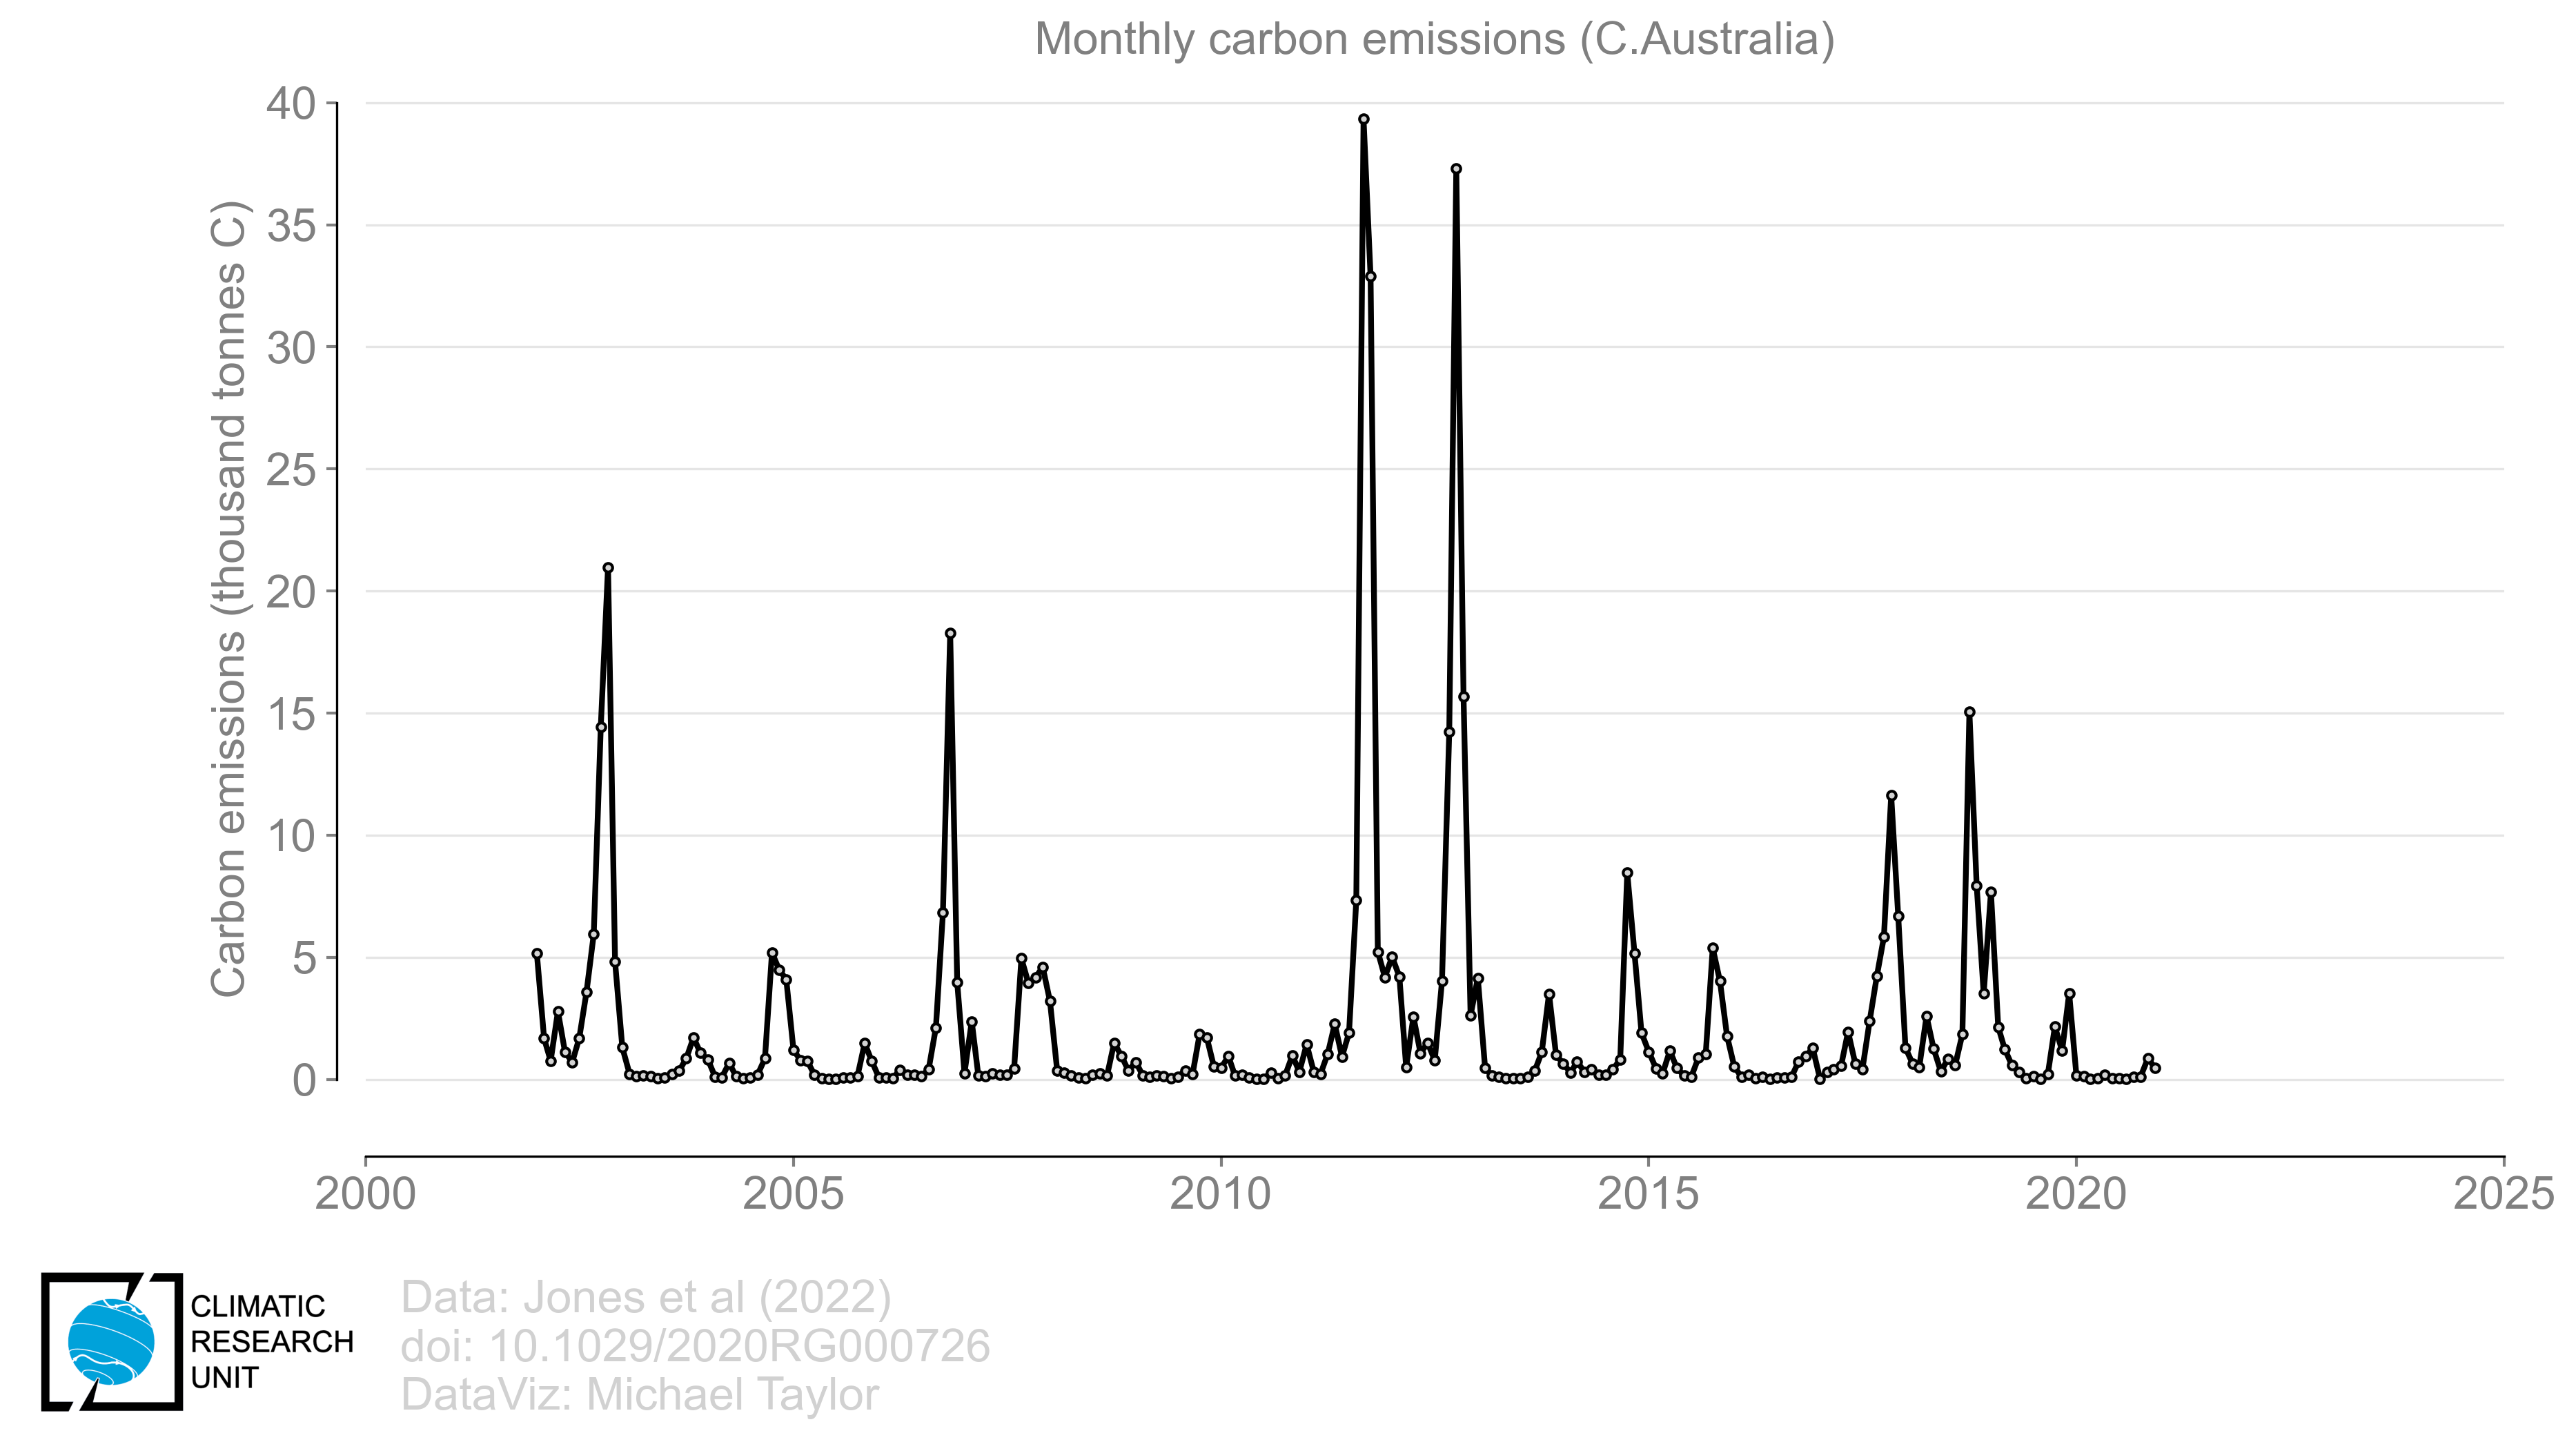 Monthly carbon emissions (C.Australia)
Carbon emissions (thousand tonnes C)
40
35
30
25
20
15
10
5
0
2000 2005 2010 2015 2020 2025
CLIMATIC
RESEARCH
UNIT
Data: Jones et al (2022)
doi: 10.1029/2020RG000726
DataViz: Michael Taylor